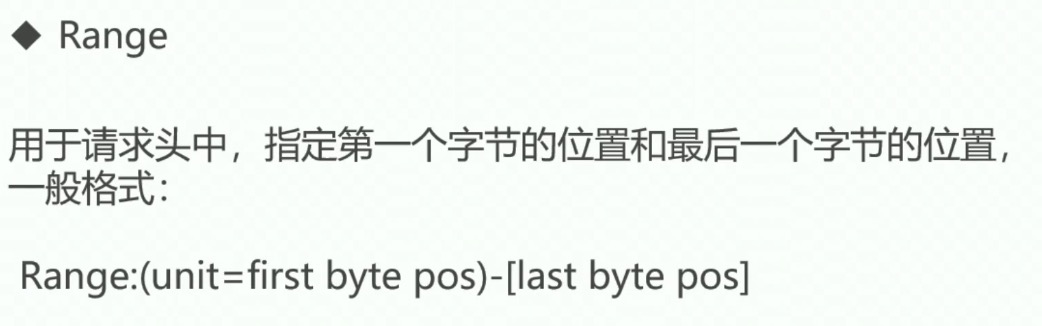 ◆ Range
用于请求头中，指定第一个字节的位置和最后一个字节的位置，
一般格式：
Range:(unit=first byte pos)-[last byte pos]